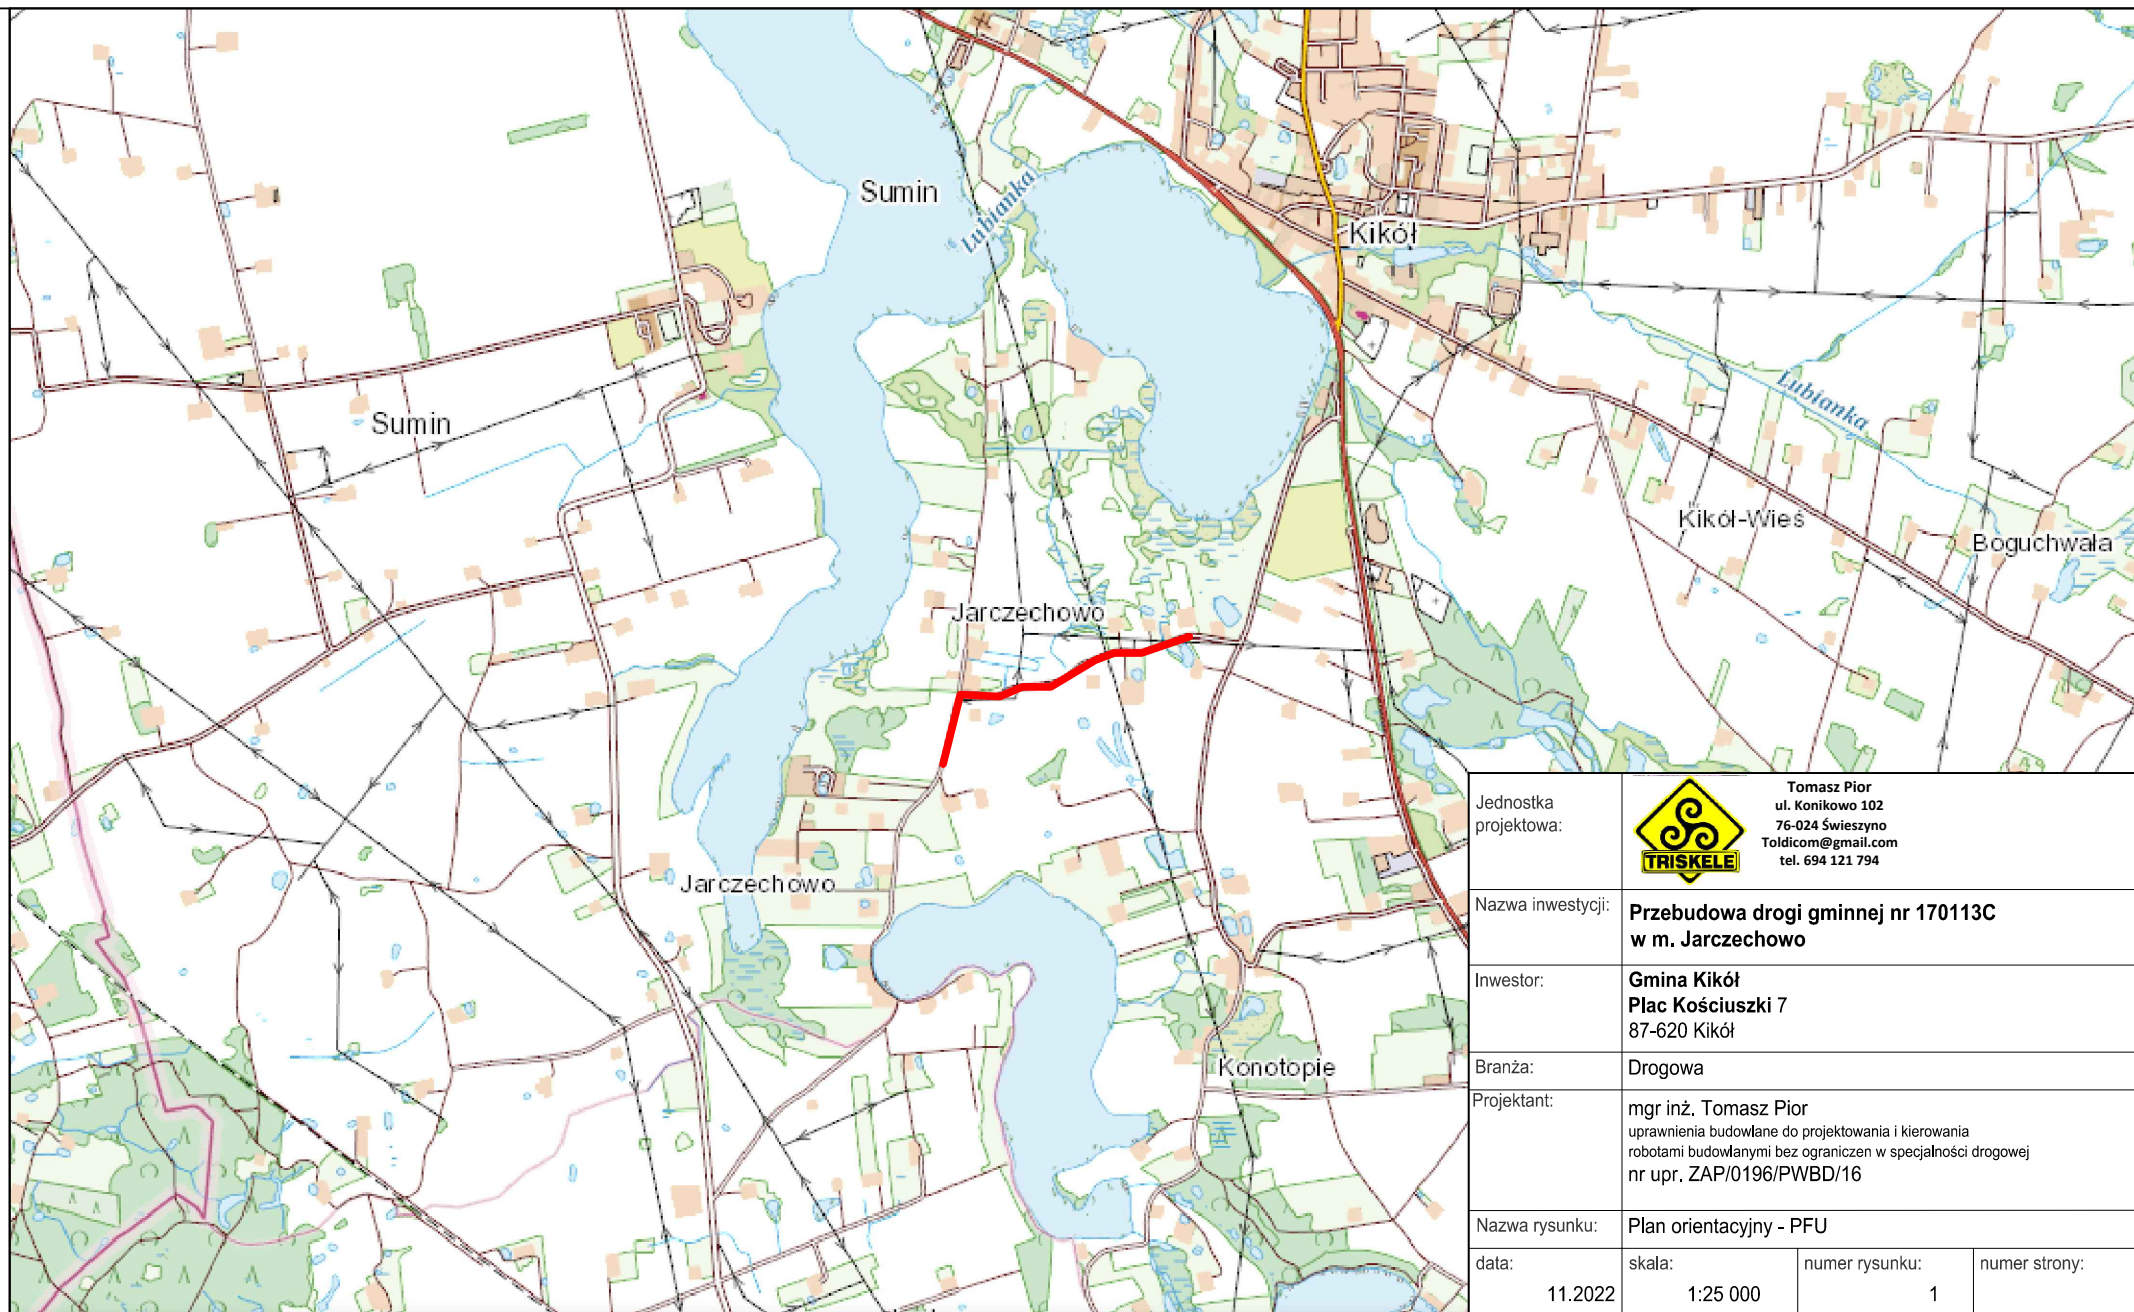 Sumin
Lubianka
Kikół
Sumin
Lubianka
Kikół-Wieś
Boguchwała
Jarczechowo
Jarczechowo
Konotopie
Jednostka
projektowa:
TRISKELE
Tomasz Pior
ul. Konikowo 102
76-024 Świeszyno
Toldicom@gmail.com
tel. 694 121 794
Nazwa inwestycji:
Przebudowa drogi gminnej nr 170113C
w m. Jarczechowo
Inwestor:
Gmina Kikół
Plac Kościuszki 7
87-620 Kikół
Branża:
Drogowa
Projektant:
mgr inż. Tomasz Pior
uprawnienia budowlane do projektowania i kierowania
robotami budowlanymi bez ograniczen w specjalności drogowej
nr upr. ZAP/0196/PWBD/16
Nazwa rysunku:
Plan orientacyjny - PFU
data:
11.2022
skala:
1:25 000
numer rysunku:
1
numer strony: